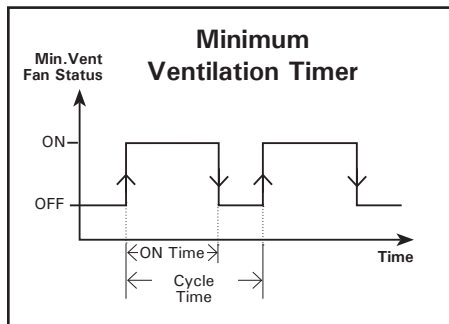 Minimum
Ventilation Timer
Min.Vent
Fan Status
ON
OFF
ON Time
Time
Cycle
Time